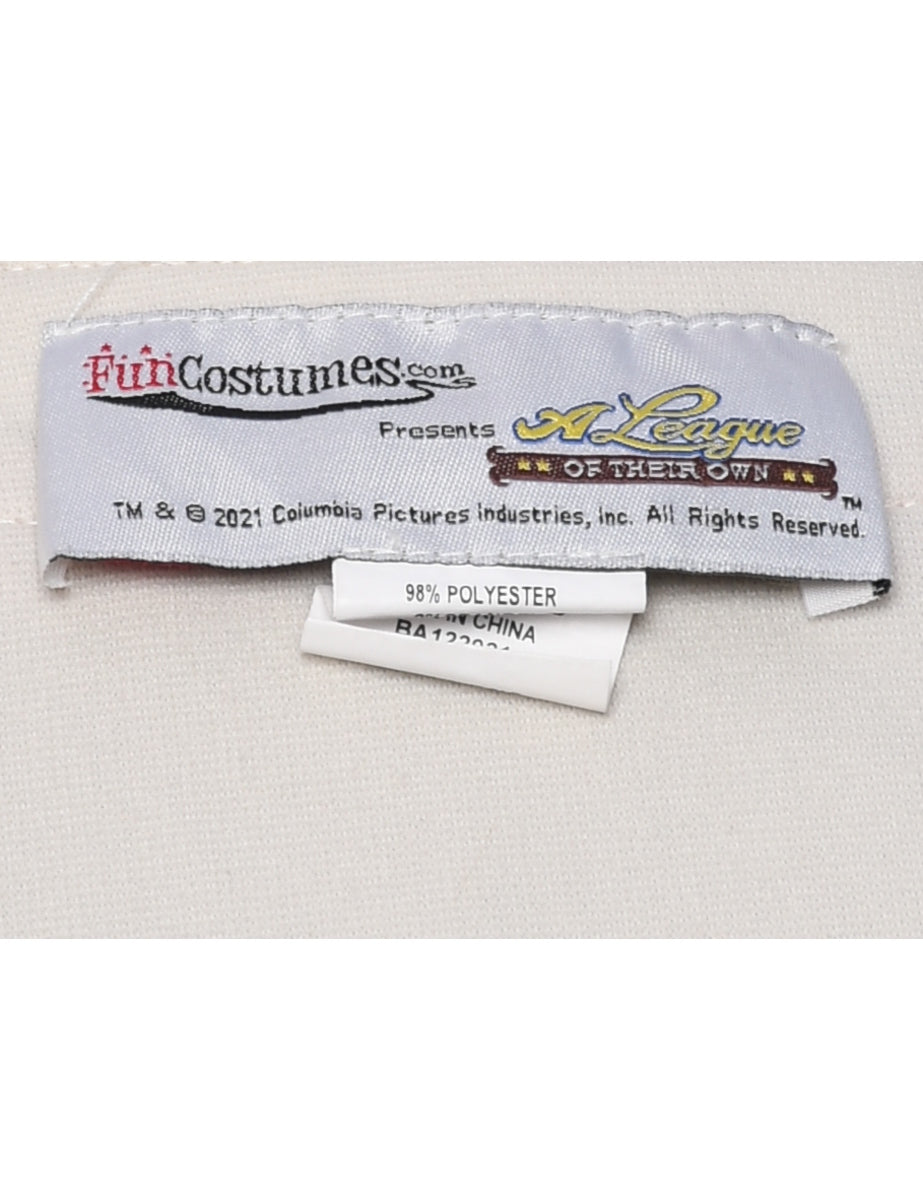 FunCostumes.com
Presents A League
OF THEIR OWN ™
TM & © 2021 Columbia Pictures Industries, Inc. All Rights Reserved.
98% POLYESTER
IN CHINA